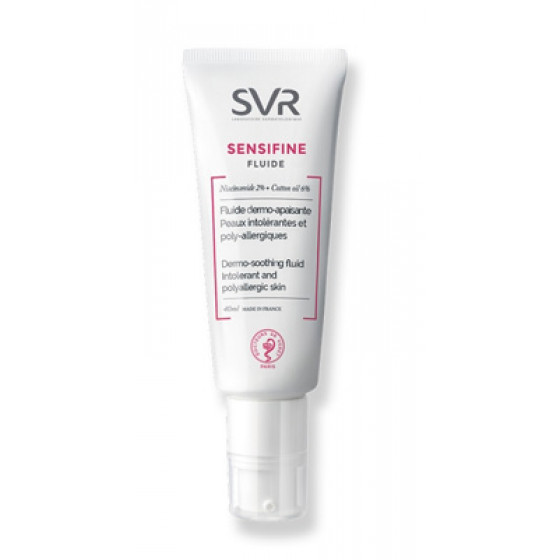 SVR
SENSIFINE
FLUIDE
Niacinamide 2% + Cotton oil 6%
Fluide dermo-apaisante
Peaux intolérantes et
poly-allergiques
Dermo-soothing fluid
Intolerant and
polyallergic skin
40ml MADE IN FRANCE
PARIS